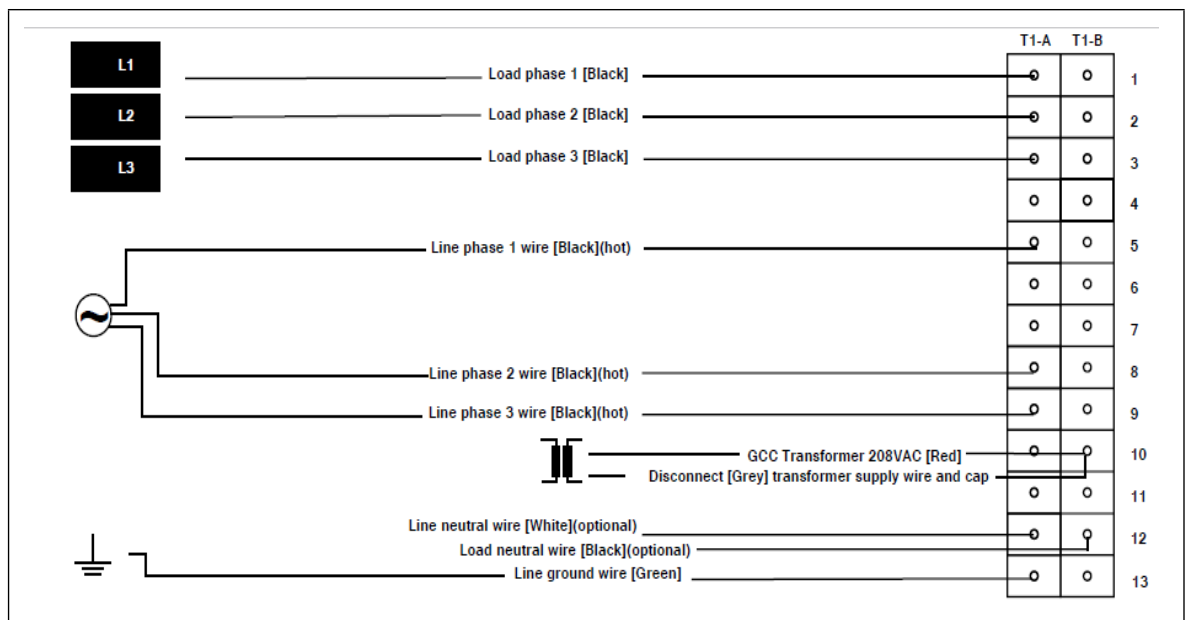 T1-A T1-B
L1
Load phase 1 [Black]
1
L2
Load phase 2 [Black]
2
L3
Load phase 3 [Black]
3
4
Line phase 1 wire [Black](hot)
5
6
7
Line phase 2 wire [Black](hot)
8
Line phase 3 wire [Black](hot)
9
GCC Transformer 208VAC [Red]
10
Disconnect [Grey] transformer supply wire and cap
11
Line neutral wire [White](optional)
12
Load neutral wire [Black](optional)
Line ground wire [Green]
13